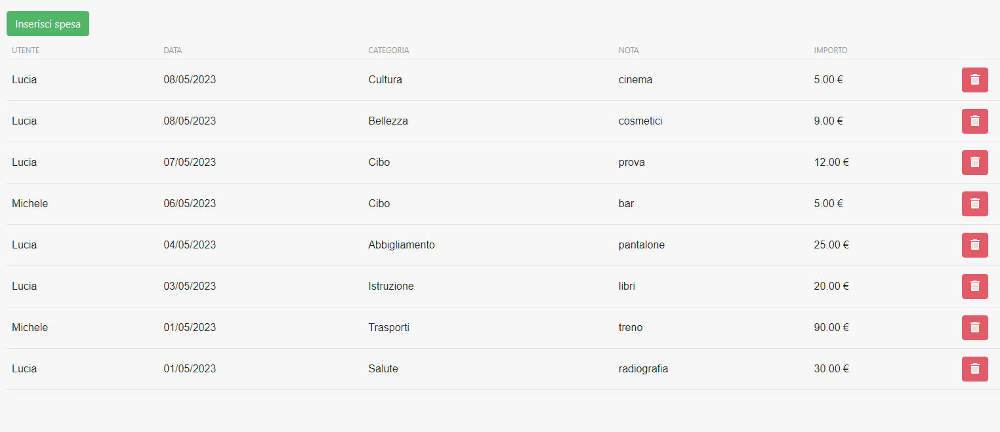 Inserisci spesa
UTENTE DATA CATEGORIA NOTA IMPORTO
Lucia 08/05/2023 Cultura cinema 5.00 €
Lucia 08/05/2023 Bellezza cosmetici 9.00 €
Lucia 07/05/2023 Cibo prova 12.00 €
Michele 06/05/2023 Cibo bar 5.00 €
Lucia 04/05/2023 Abbigliamento pantalone 25.00 €
Lucia 03/05/2023 Istruzione libri 20.00 €
Michele 01/05/2023 Trasporti treno 90.00 €
Lucia 01/05/2023 Salute radiografia 30.00 €